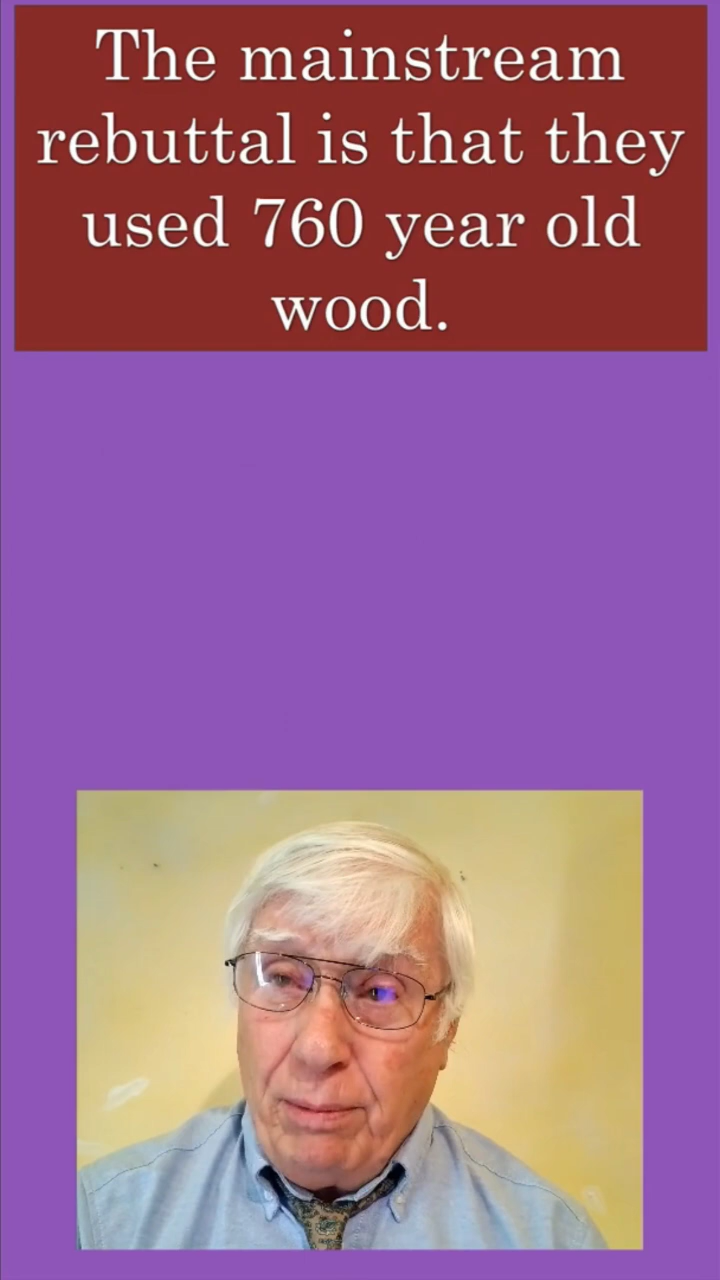 The mainstream
rebuttal is that they
used 760 year old
wood.